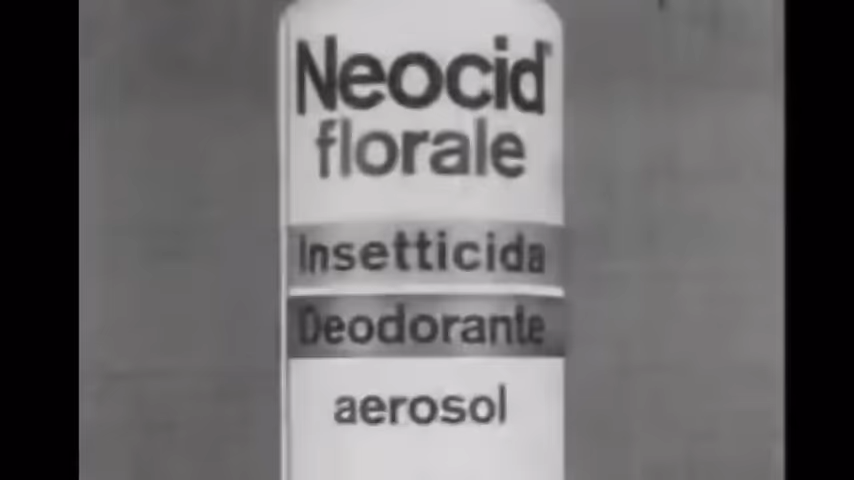 Neocid
florale
Insetticida
Deodorante
aerosol